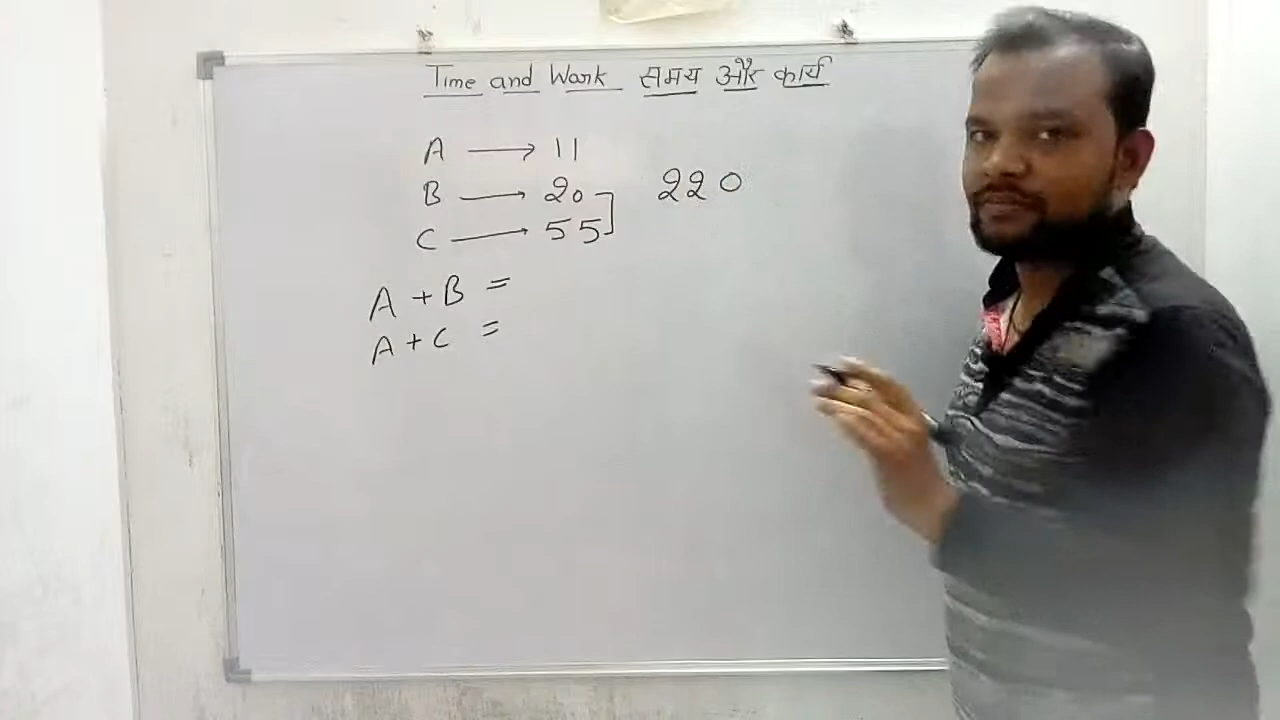 Time and Work समय और कार्य
A → 11
B → 20
220
C → 55
A + B =
A + C =